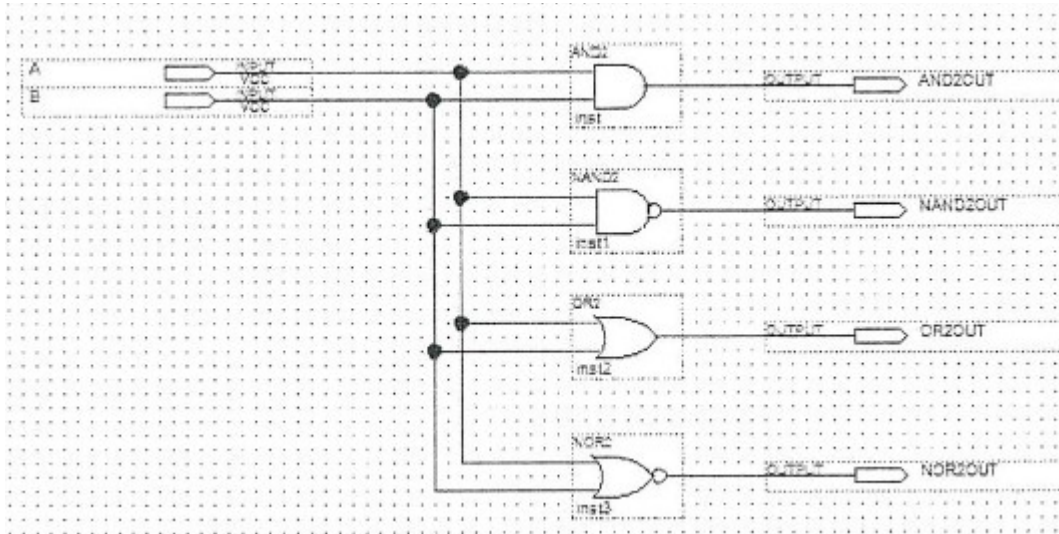 A INPUT VCC
B INPUT VCC
AND2
inst
OUTPUT AND2OUT
NAND2
inst1
OUTPUT NAND2OUT
OR2
inst2
OUTPUT OR2OUT
NOR2
inst3
OUTPUT NOR2OUT